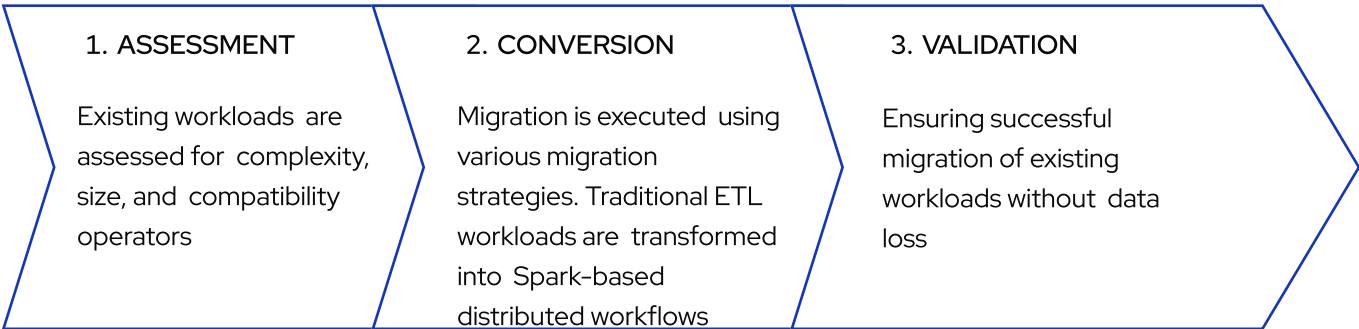 1. ASSESSMENT
Existing workloads are
assessed for complexity,
size, and compatibility
operators
2. CONVERSION
Migration is executed using
various migration
strategies. Traditional ETL
workloads are transformed
into Spark-based
distributed workflows
3. VALIDATION
Ensuring successful
migration of existing
workloads without data
loss